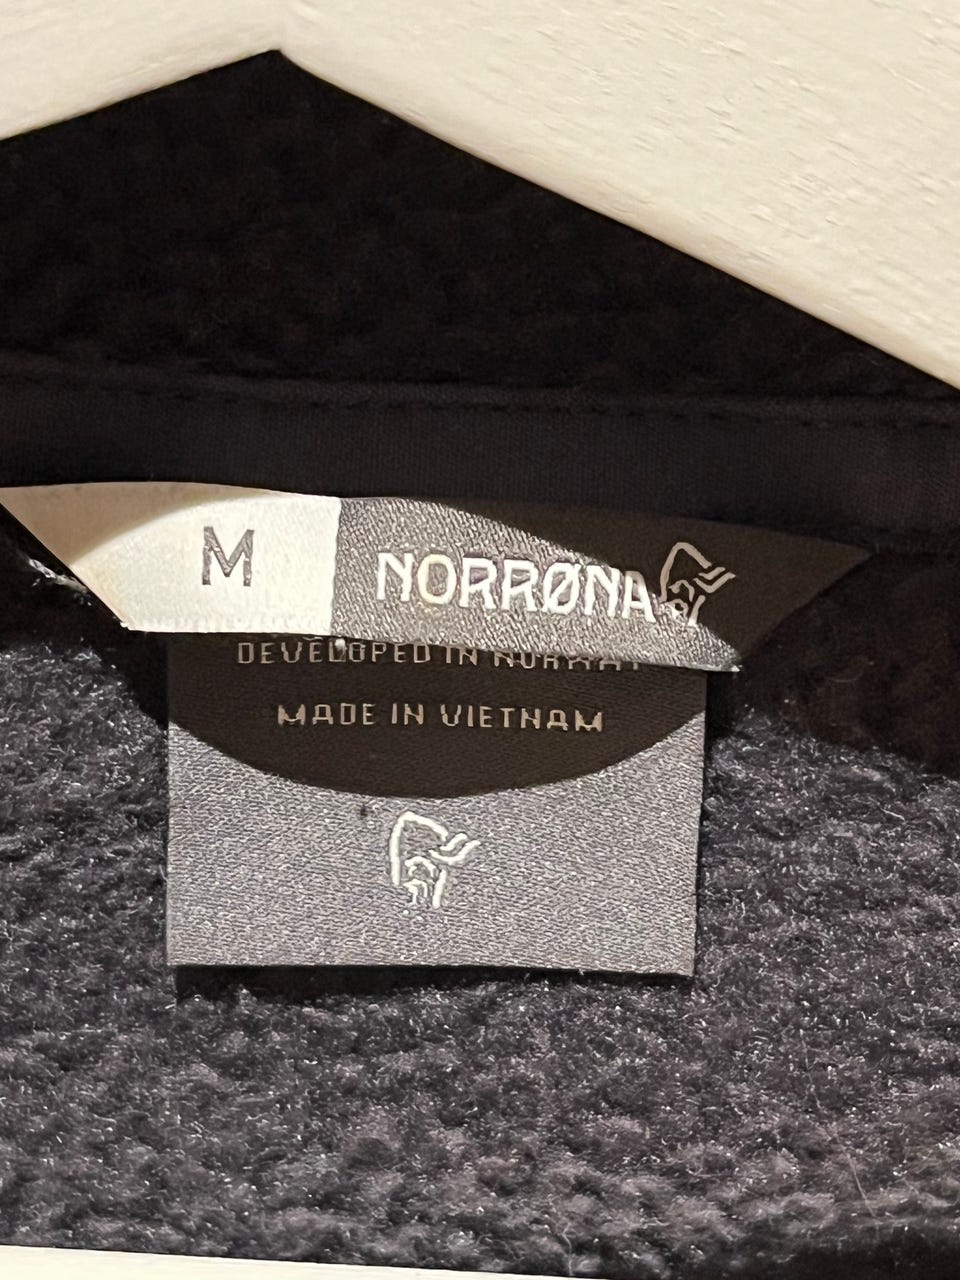 M
NORRØNA
DEVELOPED IN NORWAY
MADE IN VIETNAM